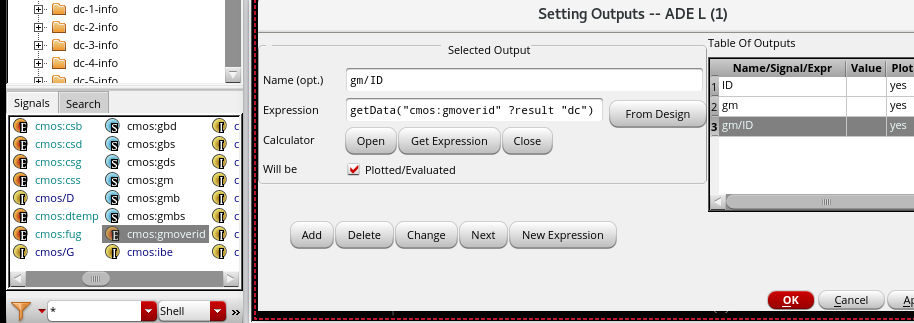 dc-1-info
dc-2-info
dc-3-info
dc-4-info
dc-5-info
Signals Search
cmos:csb cmos:gbd c
cmos:csd cmos:gbs c
cmos:csg cmos:gds c
cmos:css cmos:gm c
cmos/D cmos:gmb c
cmos:dtemp cmos:gmbs c
cmos:fug cmos:gmoverid c
cmos/G cmos:ibe c
* Shell »
Setting Outputs -- ADE L (1)
Selected Output
Name (opt.) gm/ID
Expression getData("cmos:gmoverid" ?result "dc") From Design
Calculator Open Get Expression Close
Will be Plotted/Evaluated
Table Of Outputs
Name/Signal/Expr Value Plot
1 ID yes
2 gm yes
3 gm/ID yes
Add Delete Change Next New Expression
OK Cancel Ap